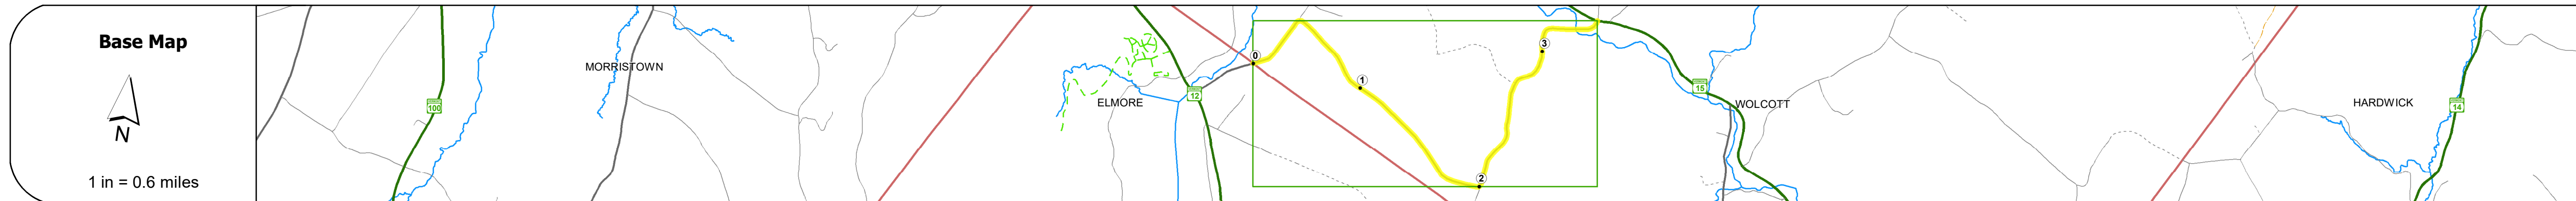 Base Map
N
1 in = 0.6 miles
100
MORRISTOWN
ELMORE
12
0
1
2
3
15
WOLCOTT
HARDWICK
14